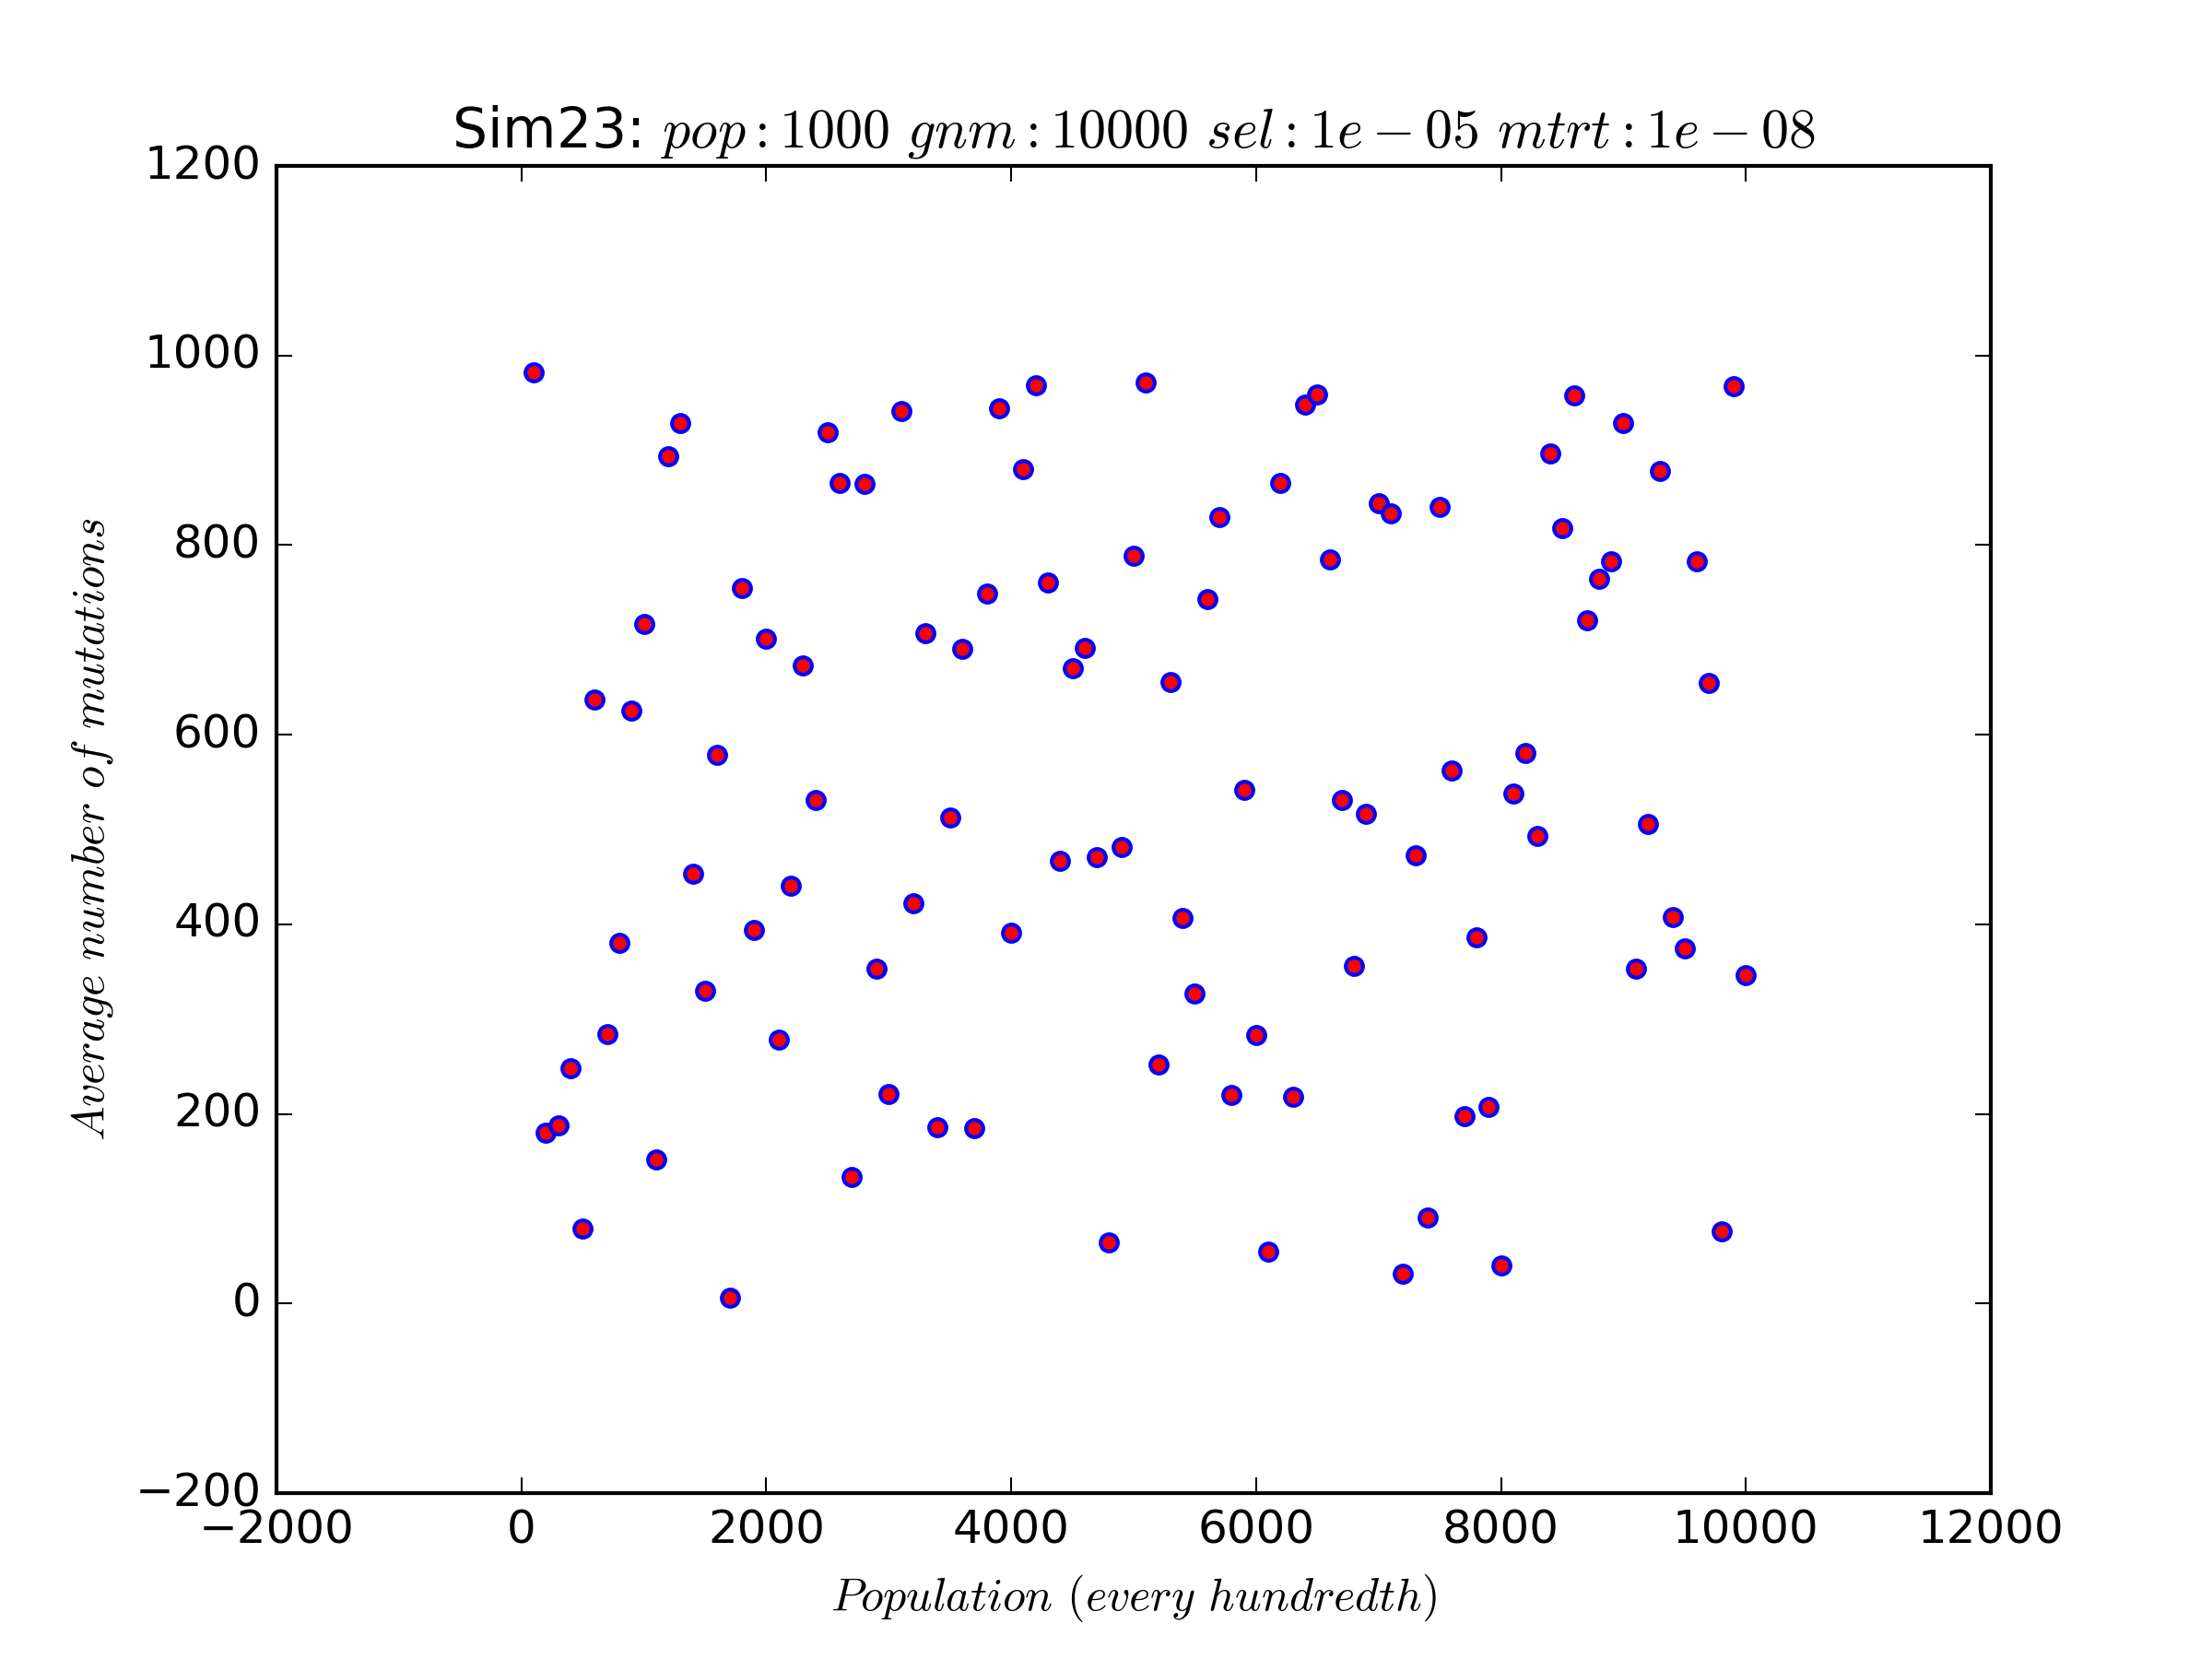 Sim23: pop : 1000 gnm : 10000 sel : 1e − 05 mtrt : 1e − 08
1200
1000
800
600
400
200
0
−200
Average number of mutations
−2000 0 2000 4000 6000 8000 10000 12000
Population (every hundredth)